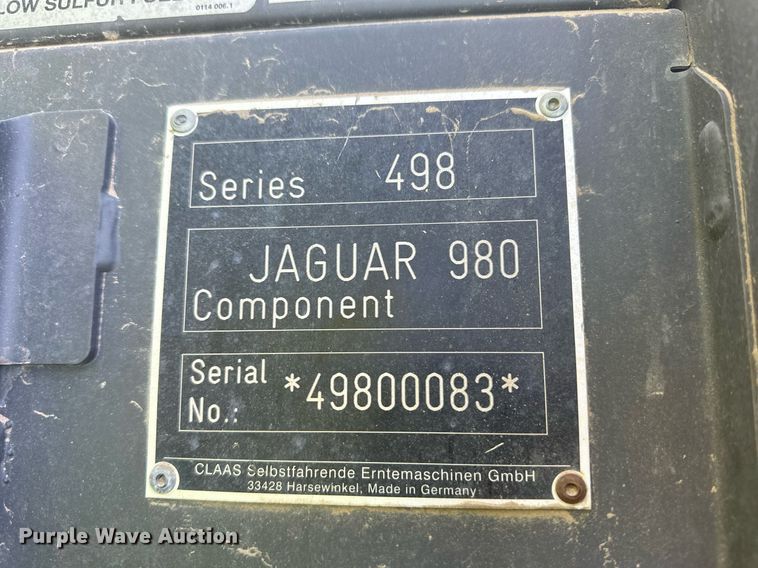 LOW SULFUR FUEL
0114 006.1
Series 498
JAGUAR 980
Component
Serial
No.: *49800083*
CLAAS Selbstfahrende Erntemaschinen GmbH
33428 Harsewinkel, Made in Germany
Purple Wave Auction